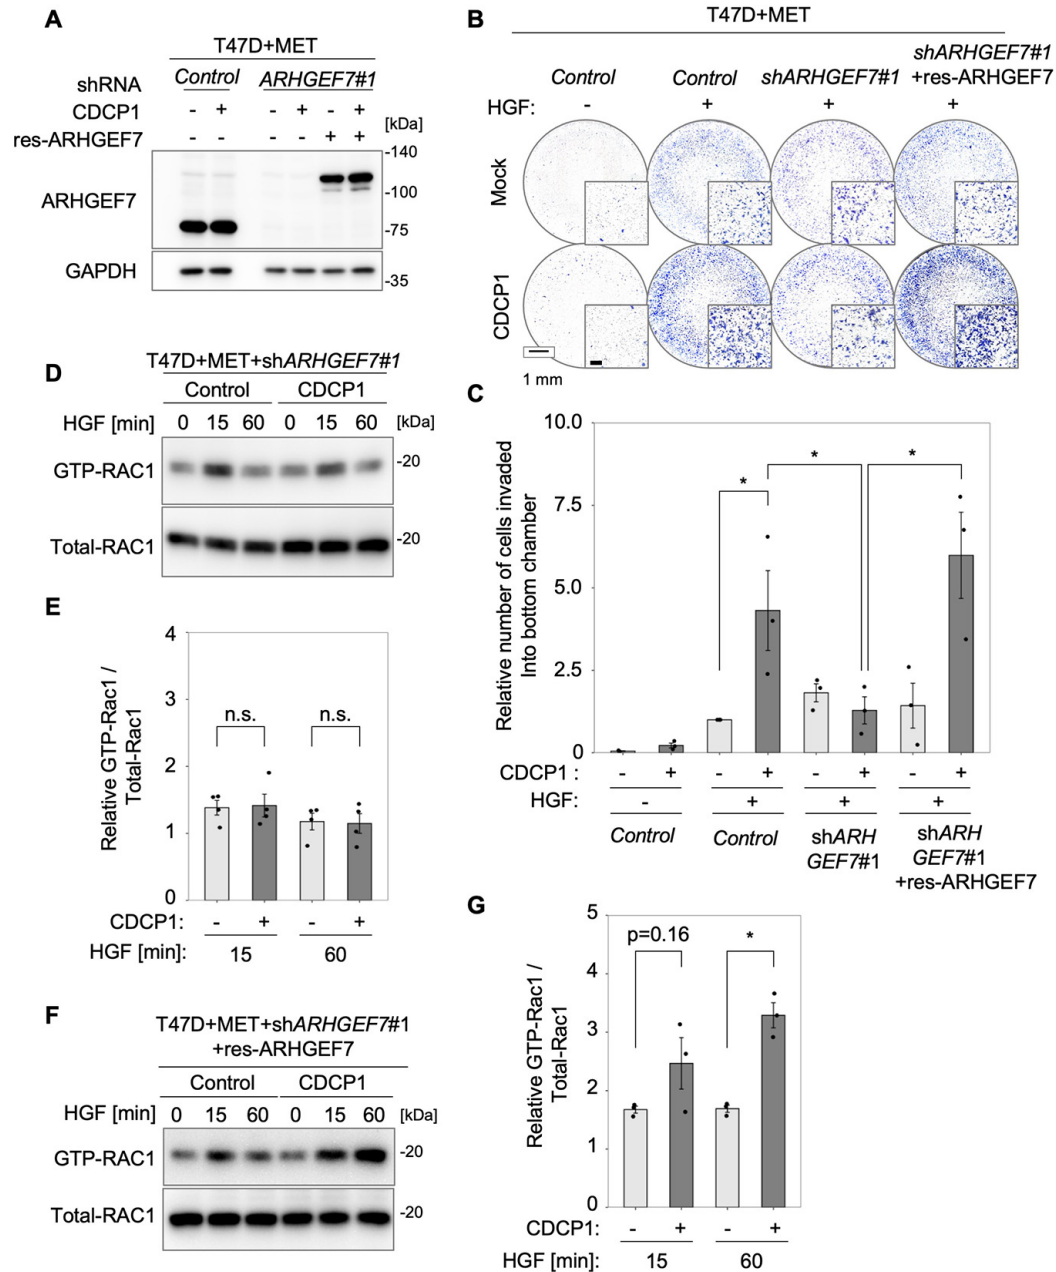 A
T47D+MET
shRNA Control ARHGEF7#1
CDCP1 - + - + - +
res-ARHGEF7 - - + +
[kDa]
-140
ARHGEF7
-100
-75
GAPDH
-35
B
T47D+MET
Control Control shARHGEF7#1 shARHGEF7#1
+res-ARHGEF7
HGF: - + + +
Mock
CDCP1
1 mm
C
Relative number of cells invaded
Into bottom chamber
10.0
7.5
5.0
2.5
0
* * *
CDCP1 : - + - + - + - +
HGF: - + + +
Control Control shARH
GEF7#1 shARH
GEF7#1
+res-ARHGEF7
D
T47D+MET+shARHGEF7#1
Control CDCP1
HGF [min] 0 15 60 0 15 60 [kDa]
GTP-RAC1 -20
Total-RAC1 -20
E
Relative GTP-Rac1 /
Total-Rac1
4
3
2
1
0
n.s. n.s.
CDCP1: - + - +
HGF [min]: 15 60
F
T47D+MET+shARHGEF7#1
+res-ARHGEF7
Control CDCP1
HGF [min] 0 15 60 0 15 60 [kDa]
GTP-RAC1 -20
Total-RAC1 -20
G
Relative GTP-Rac1 /
Total-Rac1
5
4
3
2
1
0
p=0.16 *
CDCP1: - + - +
HGF [min]: 15 60